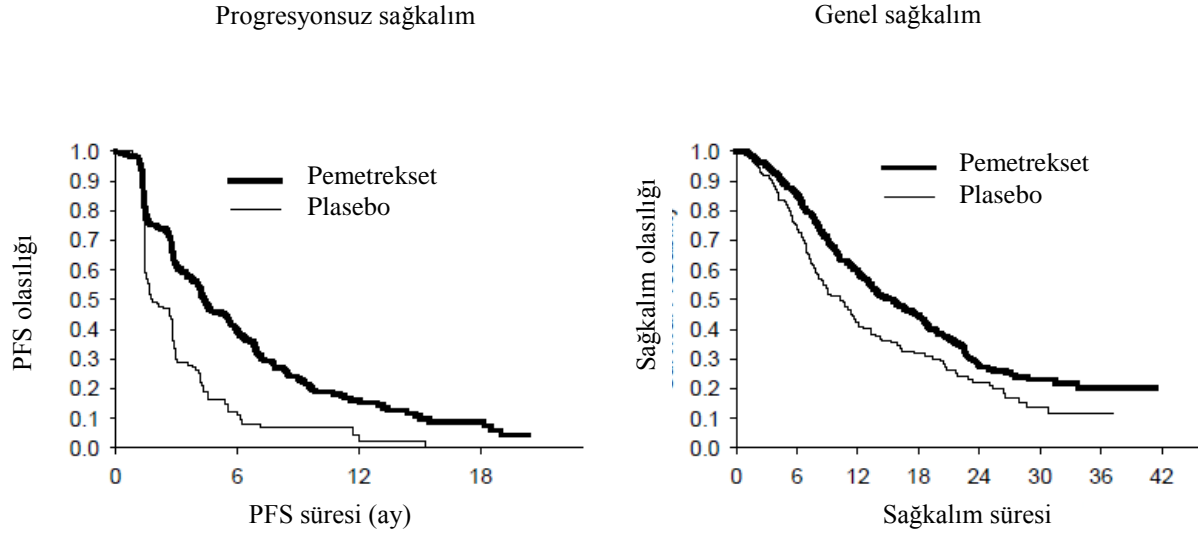 Progresyonsuz sağkalım
Genel sağkalım
PFS olasılığı
1.0
0.9
0.8
0.7
0.6
0.5
0.4
0.3
0.2
0.1
0.0
Pemetrekset
Plasebo
0 6 12 18
PFS süresi (ay)
Sağkalım olasılığı
1.0
0.9
0.8
0.7
0.6
0.5
0.4
0.3
0.2
0.1
0.0
Pemetrekset
Plasebo
0 6 12 18 24 30 36 42
Sağkalım süresi